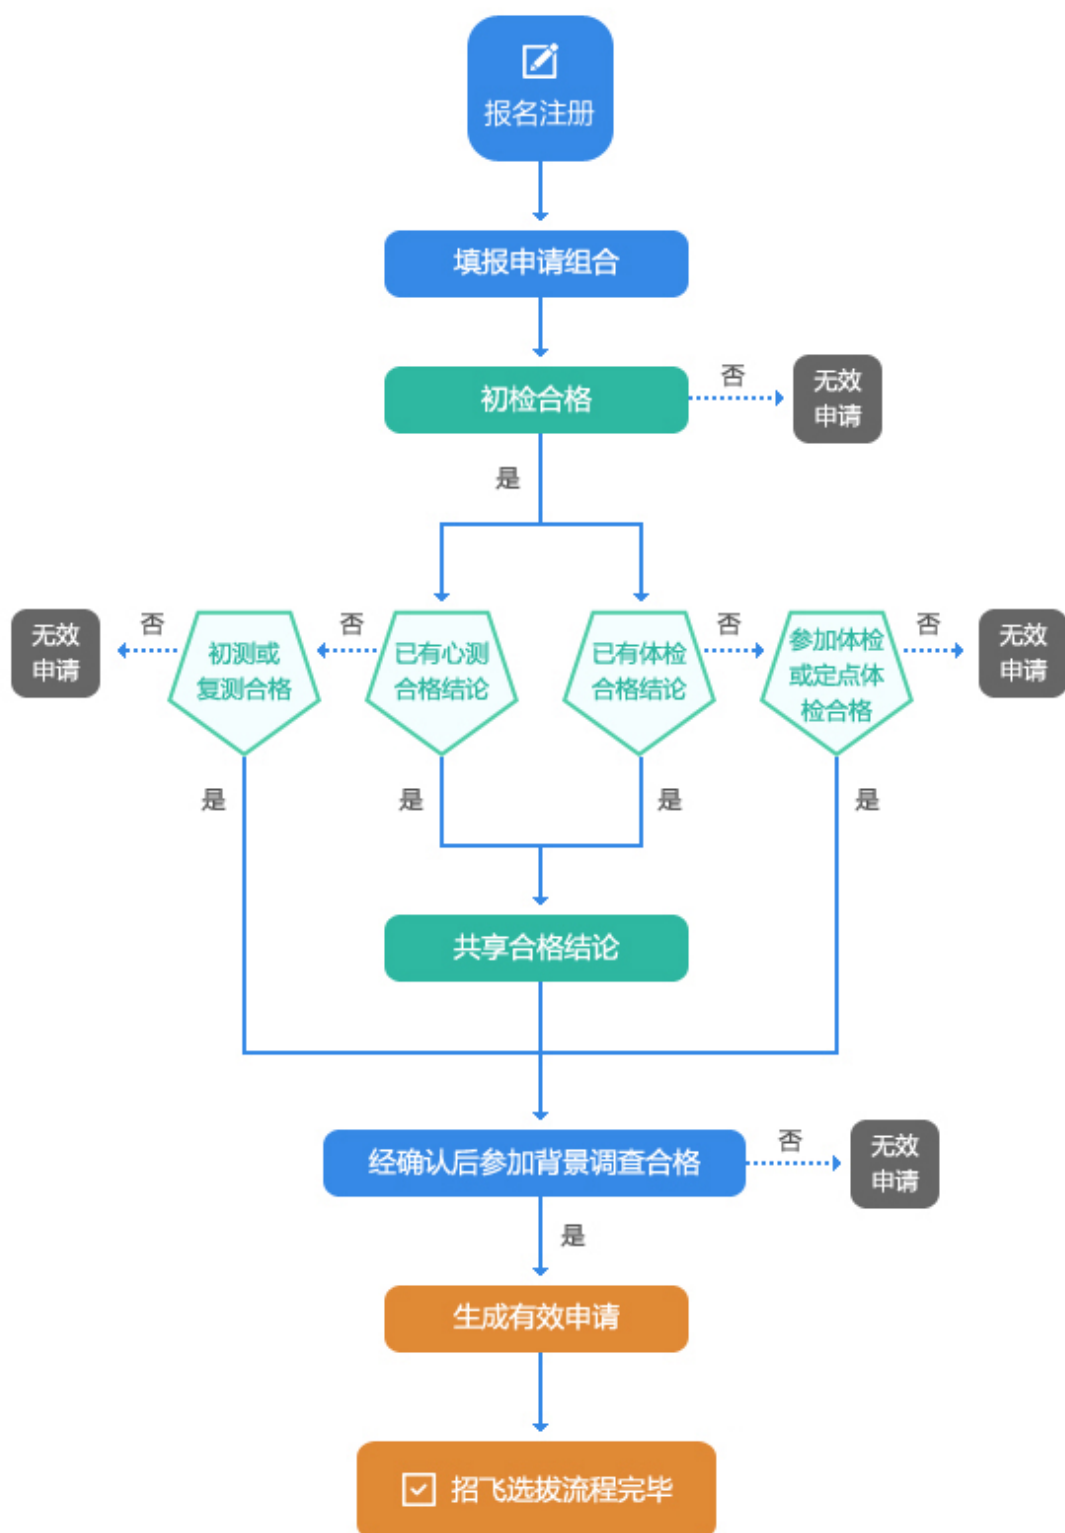 报名注册
填报申请组合
初检合格
否
无效
申请
是
无效
申请
否
初测或
复测合格
否
已有心测
合格结论
已有体检
合格结论
否
参加体检
或定点体
检合格
否
无效
申请
是
是
是
是
共享合格结论
经确认后参加背景调查合格
否
无效
申请
是
生成有效申请
招飞选拔流程完毕